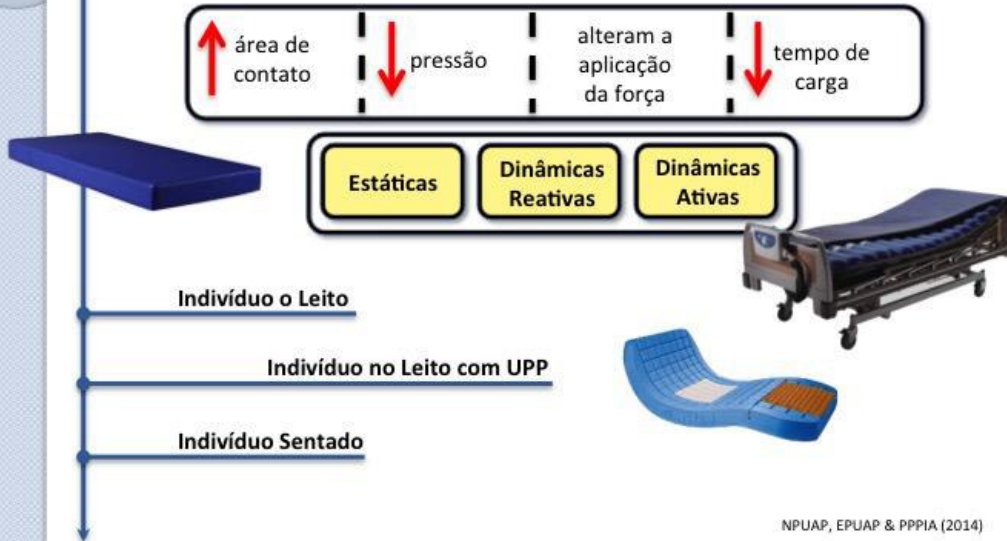 área de
contato
pressão
alteram a
aplicação
da força
tempo de
carga
Estáticas
Dinâmicas
Reativas
Dinâmicas
Ativas
Indivíduo o Leito
Indivíduo no Leito com UPP
Indivíduo Sentado
NPUAP, EPUAP & PPPIA (2014)